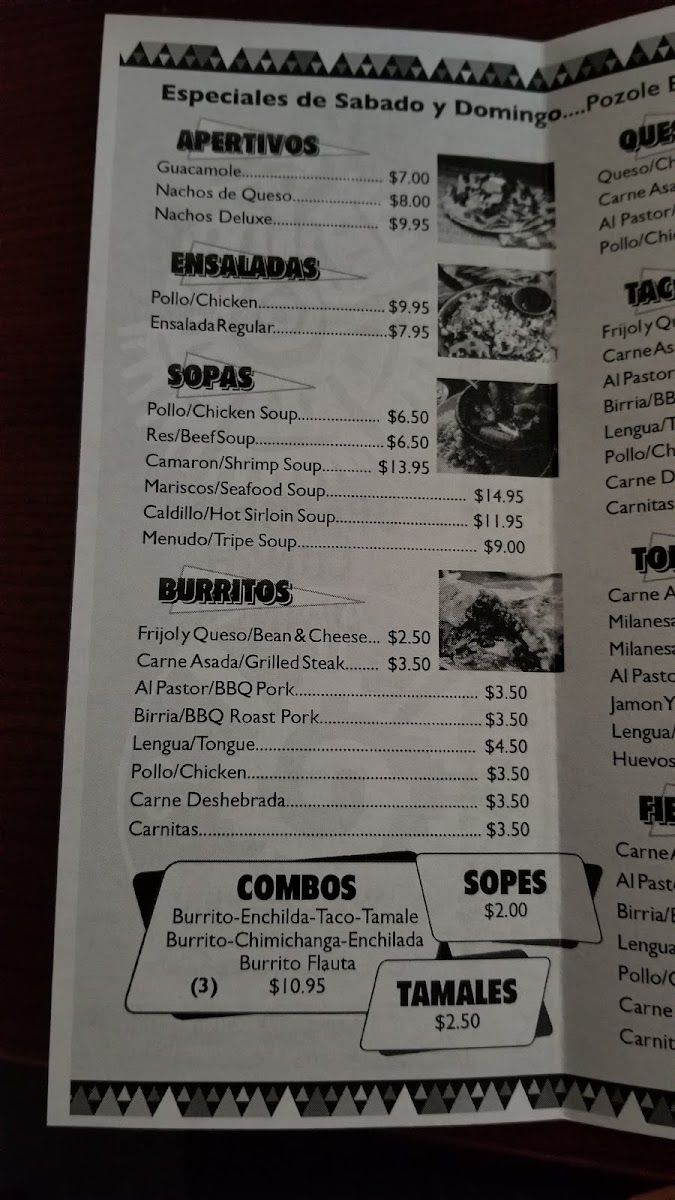 Especiales de Sabado y Domingo....Pozole
APERTIVOS
Guacamole.................................. $7.00
Nachos de Queso...................... $8.00
Nachos Deluxe.......................... $9.95
ENSALADAS
Pollo/Chicken...............................$9.95
Ensalada Regular...........................$7.95
SOPAS
Pollo/Chicken Soup.................... $6.50
Res/Beef Soup...............................$6.50
Camaron/Shrimp Soup............ $13.95
Mariscos/Seafood Soup.................................. $14.95
Caldillo/Hot Sirloin Soup................................ $11.95
Menudo/Tripe Soup............................................ $9.00
BURRITOS
Frijol y Queso/Bean & Cheese... $2.50
Carne Asada/Grilled Steak........ $3.50
Al Pastor/BBQ Pork............................................. $3.50
Birria/BBQ Roast Pork.......................................$3.50
Lengua/Tongue..................................................... $4.50
Pollo/Chicken........................................................ $3.50
Carne Deshebrada............................................... $3.50
Carnitas.................................................................... $3.50
COMBOS
Burrito-Enchilda-Taco-Tamale
Burrito-Chimichanga-Enchilada
Burrito Flauta
(3) $10.95
SOPES
$2.00
TAMALES
$2.50
Queso/Ch
Carne Asa
Al Pastor/
Pollo/Chi
Frijol y Qu
Carne As
Al Pastor
Birria/BB
Lengua/T
Pollo/Ch
Carne D
Carnitas
Carne A
Milanesa
Milanesa
Al Pasto
Jamon Y
Lengua/
Huevos
Carne
Al Past
Birria/
Lengua
Pollo/
Carne
Carnit